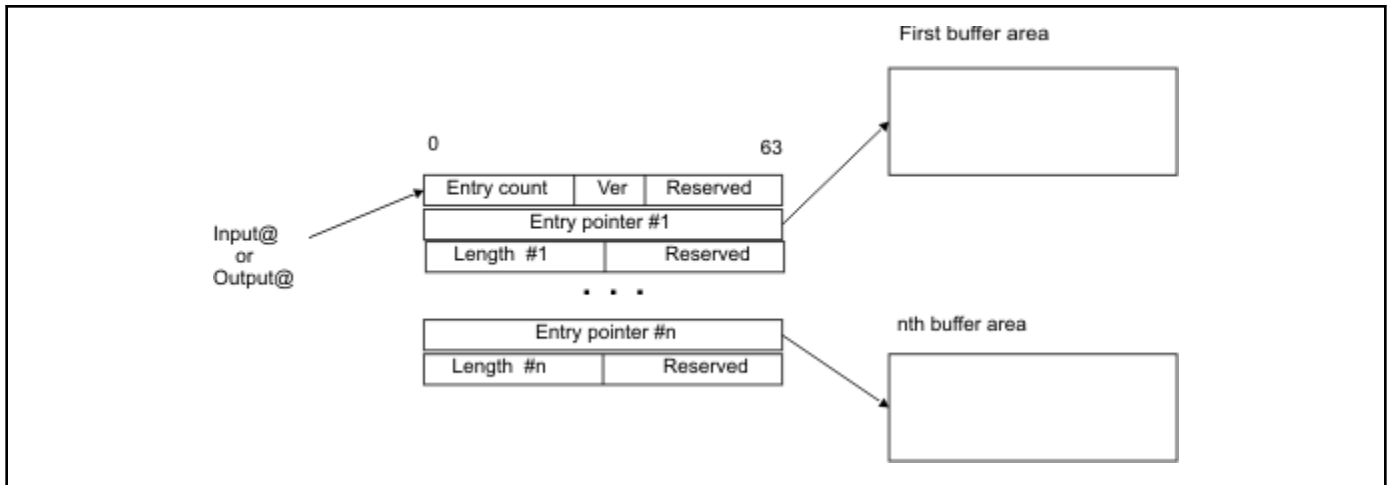 First buffer area
0 63
Entry count Ver Reserved
Entry pointer #1
Input@
or
Output@
Length #1 Reserved
. . .
Entry pointer #n
nth buffer area
Length #n Reserved